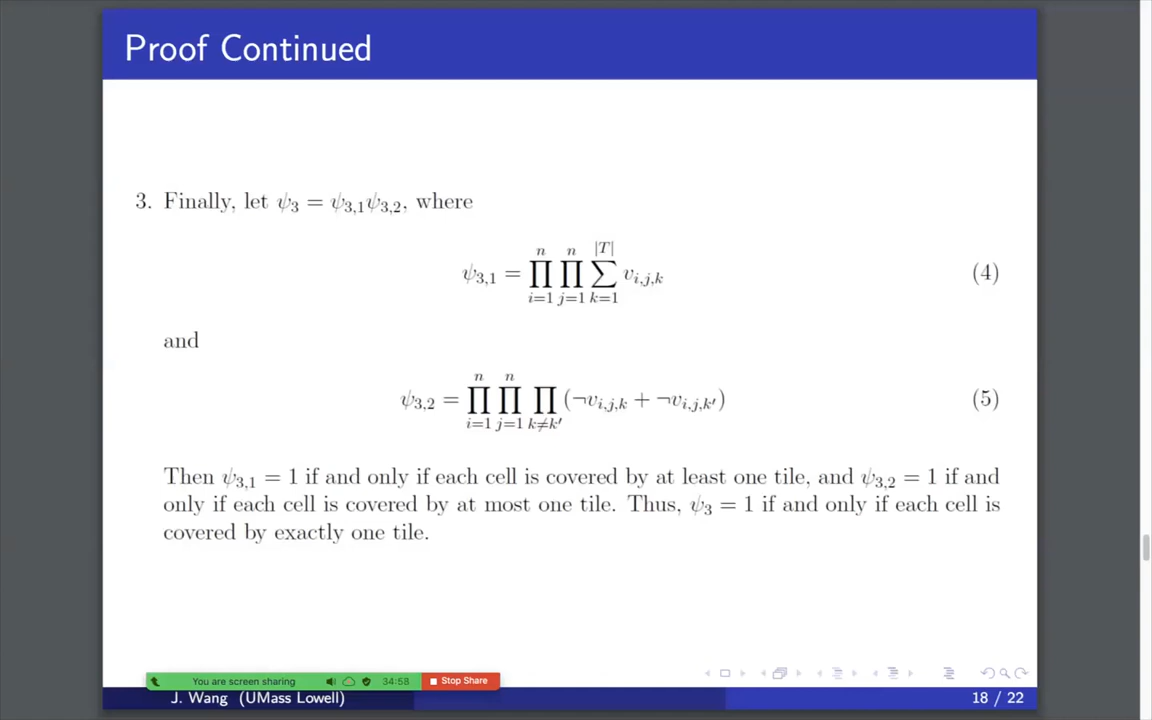 Proof Continued
3. Finally, let ψ₃ = ψ₃,₁ψ₃,₂, where
ψ₃,₁ = ∏_{i=1}^{n} ∏_{j=1}^{n} ∑_{k=1}^{|T|} v_{i,j,k} (4)
and
ψ₃,₂ = ∏_{i=1}^{n} ∏_{j=1}^{n} ∏_{k≠k′} (¬v_{i,j,k} + ¬v_{i,j,k′}) (5)
Then ψ₃,₁ = 1 if and only if each cell is covered by at least one tile, and ψ₃,₂ = 1 if and
only if each cell is covered by at most one tile. Thus, ψ₃ = 1 if and only if each cell is
covered by exactly one tile.
You are screen sharing 34:58 Stop Share
J. Wang (UMass Lowell) 18 / 22